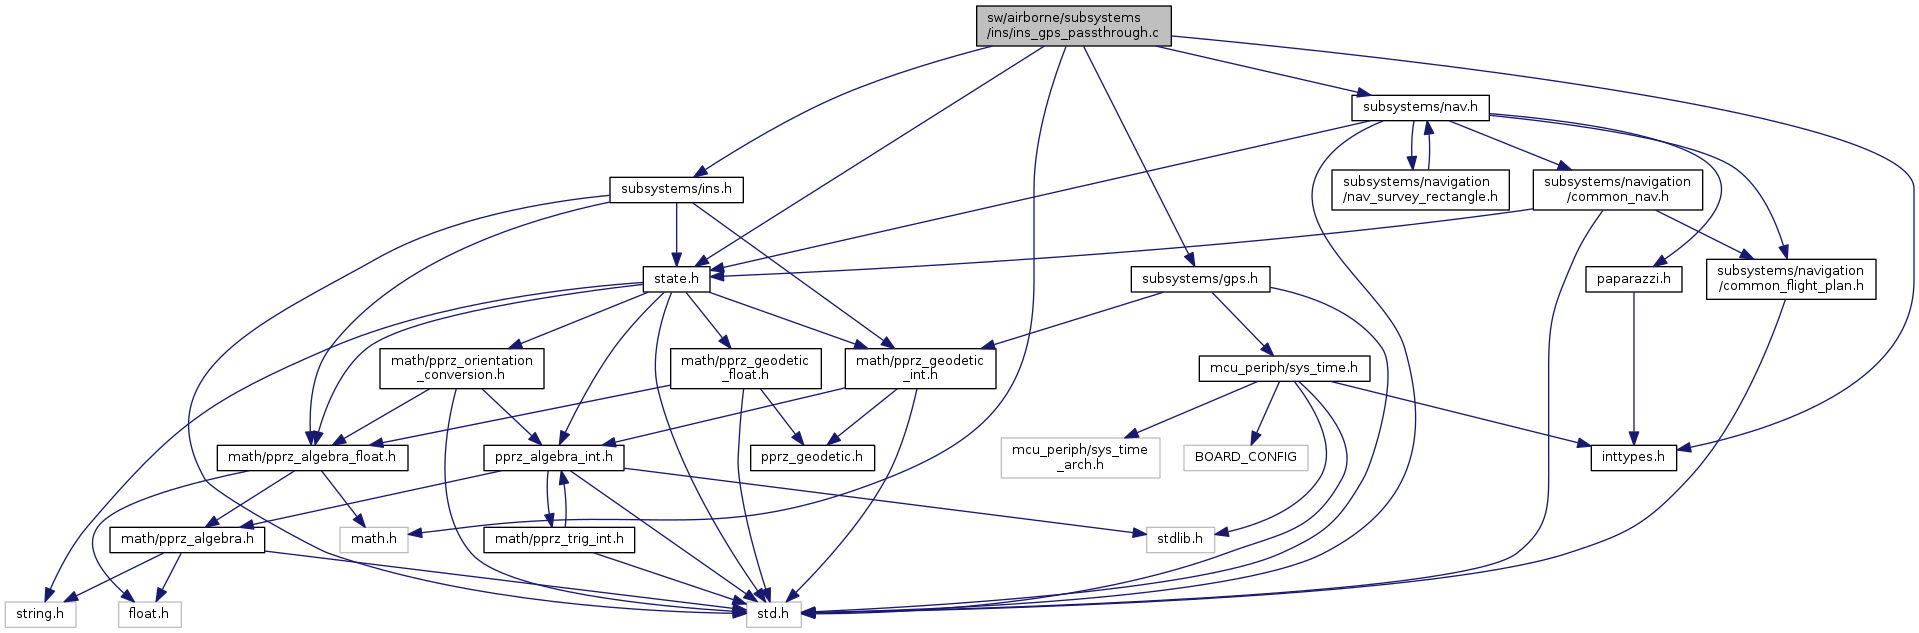 sw/airborne/subsystems
/ins/ins_gps_passthrough.c
subsystems/nav.h
subsystems/ins.h
subsystems/navigation
/nav_survey_rectangle.h
subsystems/navigation
/common_nav.h
state.h
subsystems/gps.h
paparazzi.h
subsystems/navigation
/common_flight_plan.h
math/pprz_orientation
_conversion.h
math/pprz_geodetic
_float.h
math/pprz_geodetic
_int.h
mcu_periph/sys_time.h
math/pprz_algebra_float.h
pprz_algebra_int.h
pprz_geodetic.h
mcu_periph/sys_time
_arch.h
BOARD_CONFIG
inttypes.h
math/pprz_algebra.h
math.h
math/pprz_trig_int.h
stdlib.h
string.h
float.h
std.h